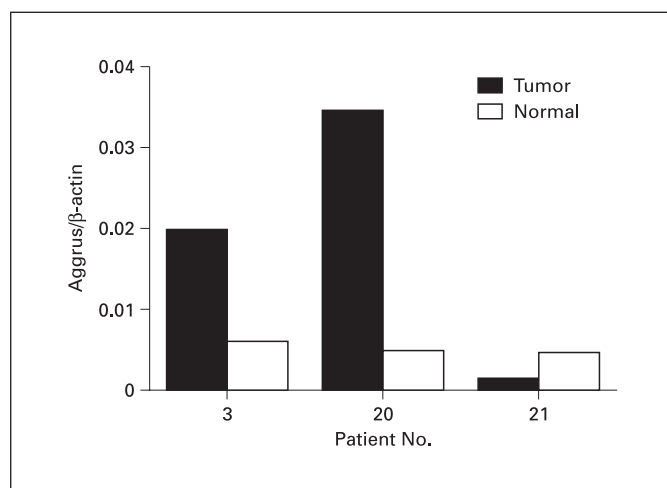 0.04
0.03
0.02
0.01
0
Aggrus/β-actin
Tumor
Normal
3 20 21
Patient No.